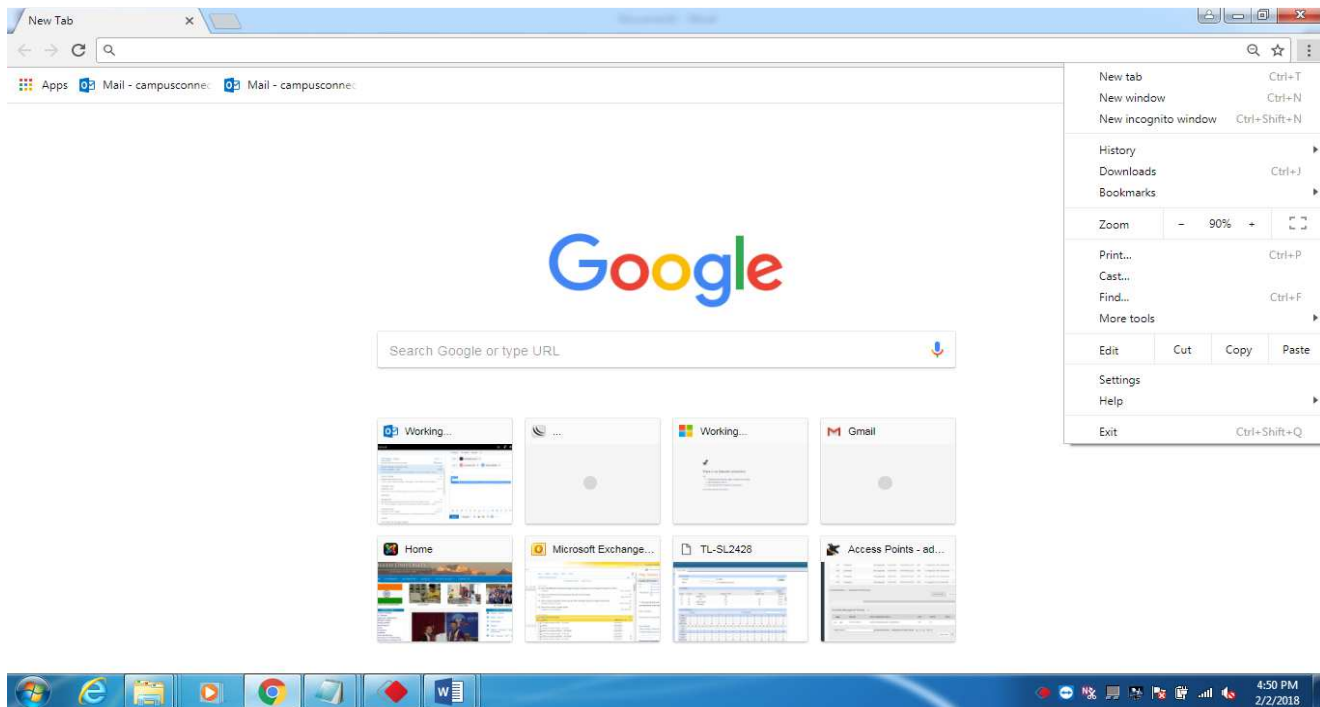 New Tab
Apps Mail - campusconnec Mail - campusconnec
New tab Ctrl+T
New window Ctrl+N
New incognito window Ctrl+Shift+N
History
Downloads Ctrl+J
Bookmarks
Zoom - 90% +
Print... Ctrl+P
Cast...
Find... Ctrl+F
More tools
Edit Cut Copy Paste
Settings
Help
Exit Ctrl+Shift+Q
Google
Search Google or type URL
Working... ... Working... Gmail
Home Microsoft Exchange... TL-SL2428 Access Points - ad...
4:50 PM
2/2/2018